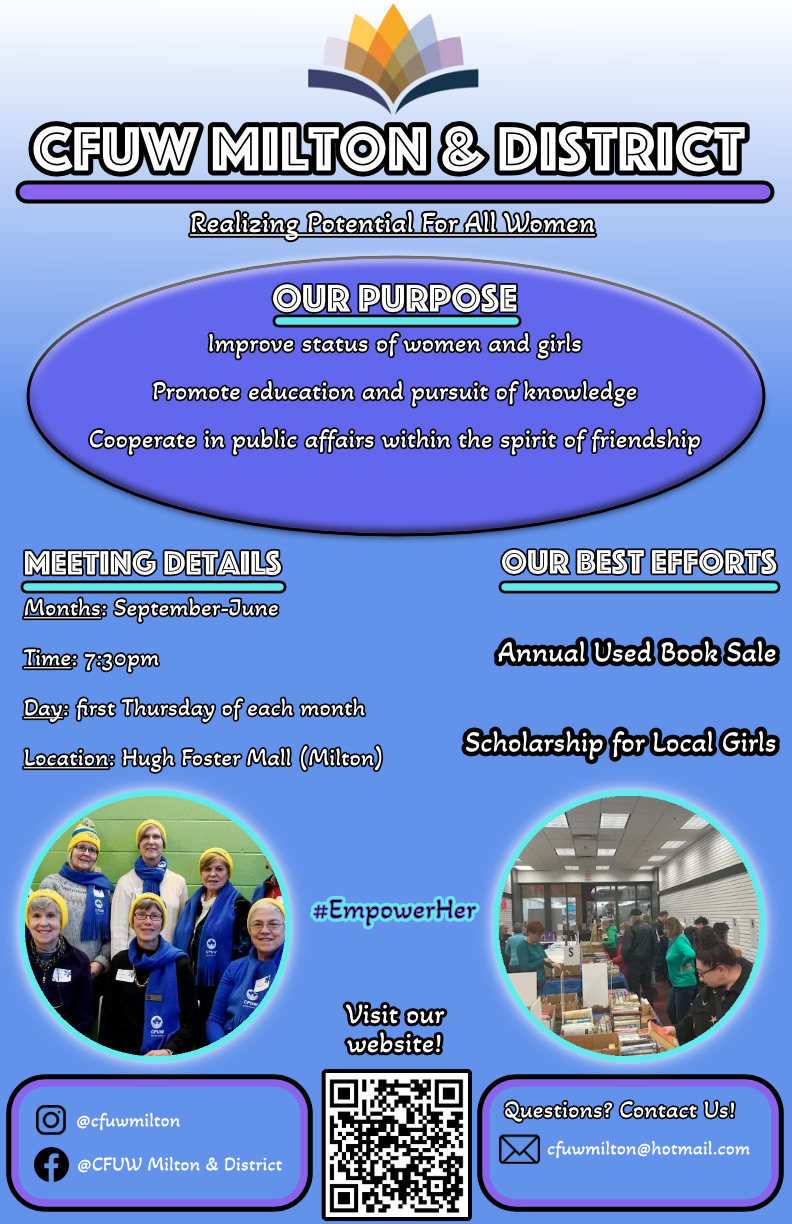 CFUW MILTON & DISTRICT
Realizing Potential For All Women
OUR PURPOSE
Improve status of women and girls
Promote education and pursuit of knowledge
Cooperate in public affairs within the spirit of friendship
MEETING DETAILS
Months: September-June
Time: 7:30pm
Day: first Thursday of each month
Location: Hugh Foster Mall (Milton)
OUR BEST EFFORTS
Annual Used Book Sale
Scholarship for Local Girls
CFUW
CFUW
CFUW
S
#EmpowerHer
Visit our
website!
@cfuwmilton
@CFUW Milton & District
Questions? Contact Us!
cfuwmilton@hotmail.com